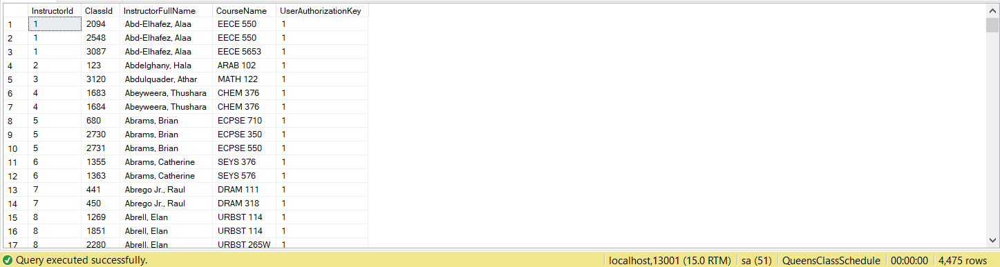 InstructorId ClassId InstructorFullName CourseName UserAuthorizationKey
1 1 2094 Abd-Elhafez, Alaa EECE 550 1
2 1 2548 Abd-Elhafez, Alaa EECE 550 1
3 1 3087 Abd-Elhafez, Alaa EECE 5653 1
4 2 123 Abdelghany, Hala ARAB 102 1
5 3 3120 Abdulquader, Athar MATH 122 1
6 4 1683 Abeyweera, Thushara CHEM 376 1
7 4 1684 Abeyweera, Thushara CHEM 376 1
8 5 680 Abrams, Brian ECPSE 710 1
9 5 2730 Abrams, Brian ECPSE 350 1
10 5 2731 Abrams, Brian ECPSE 550 1
11 6 1355 Abrams, Catherine SEYS 376 1
12 6 1363 Abrams, Catherine SEYS 576 1
13 7 441 Abrego Jr., Raul DRAM 111 1
14 7 450 Abrego Jr., Raul DRAM 318 1
15 8 1269 Abrell, Elan URBST 114 1
16 8 1851 Abrell, Elan URBST 114 1
17 8 2280 Abrell, Elan URBST 265W 1
Query executed successfully. localhost,13001 (15.0 RTM) sa (51) QueensClassSchedule 00:00:00 4,475 rows